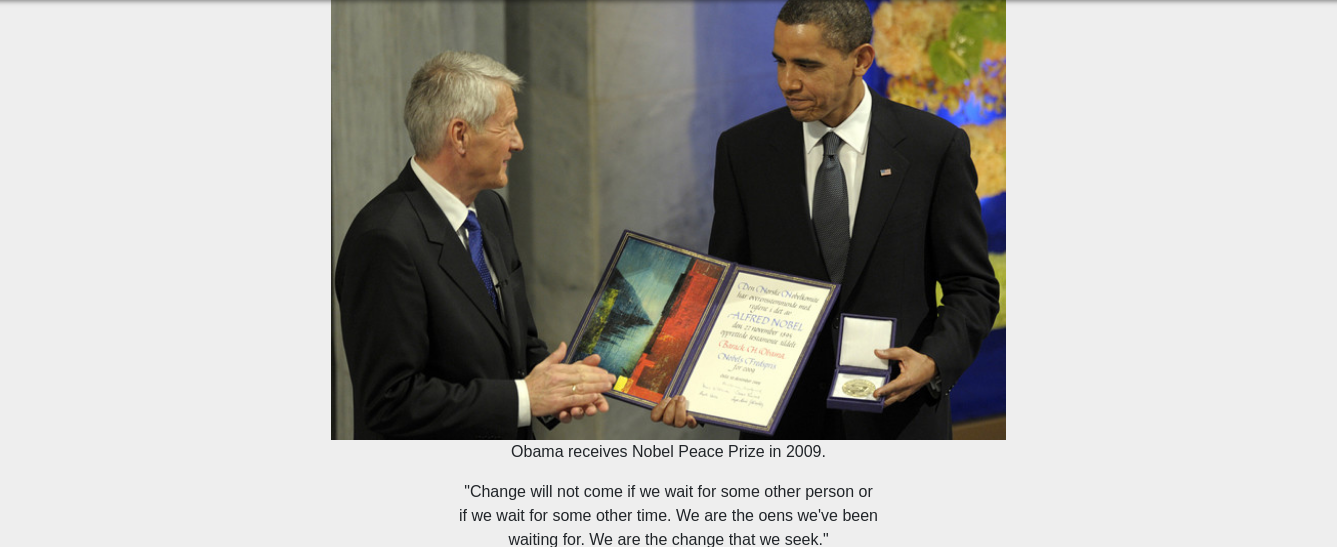 Den Norske Nobelkomite
har overensstemmende med
reglene i det av
ALFRED NOBEL
den 27 november 1895
opprettede testamente tildelt
Barack H. Obama
Nobels Fredspris
for 2009
Obama receives Nobel Peace Prize in 2009.
"Change will not come if we wait for some other person or
if we wait for some other time. We are the oens we've been
waiting for. We are the change that we seek."